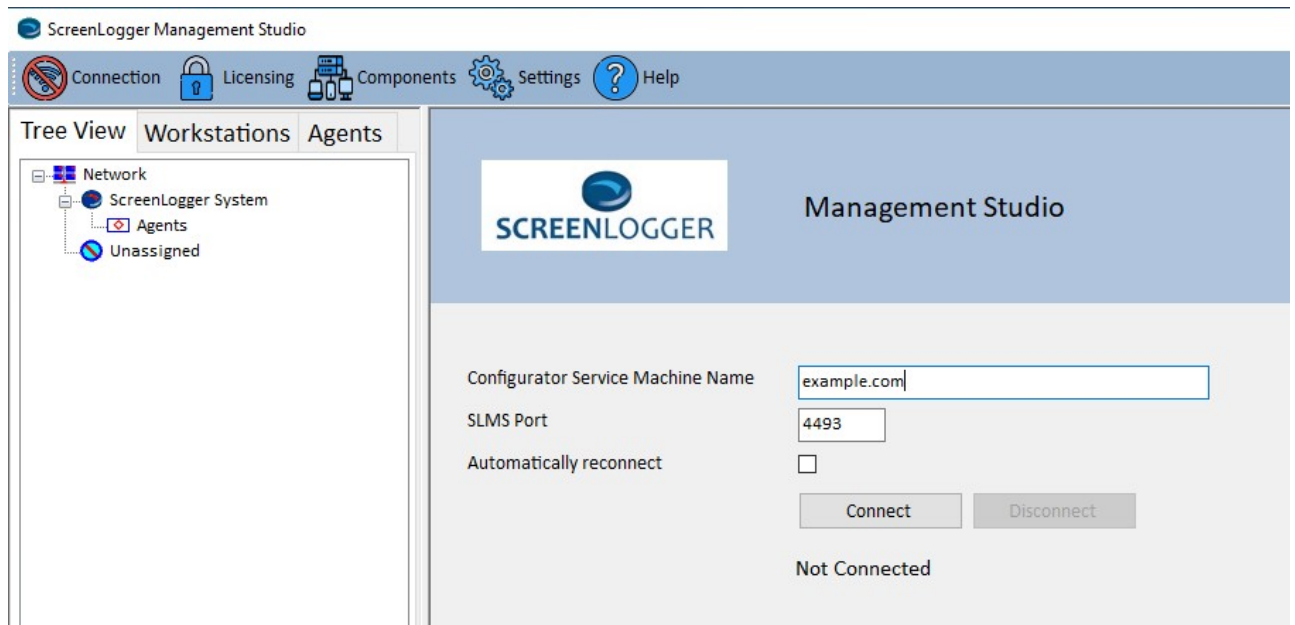 ScreenLogger Management Studio
Connection Licensing Components Settings Help
Tree View Workstations Agents
Network
ScreenLogger System
Agents
Unassigned
SCREENLOGGER
Management Studio
Configurator Service Machine Name example.com
SLMS Port 4493
Automatically reconnect
Connect Disconnect
Not Connected